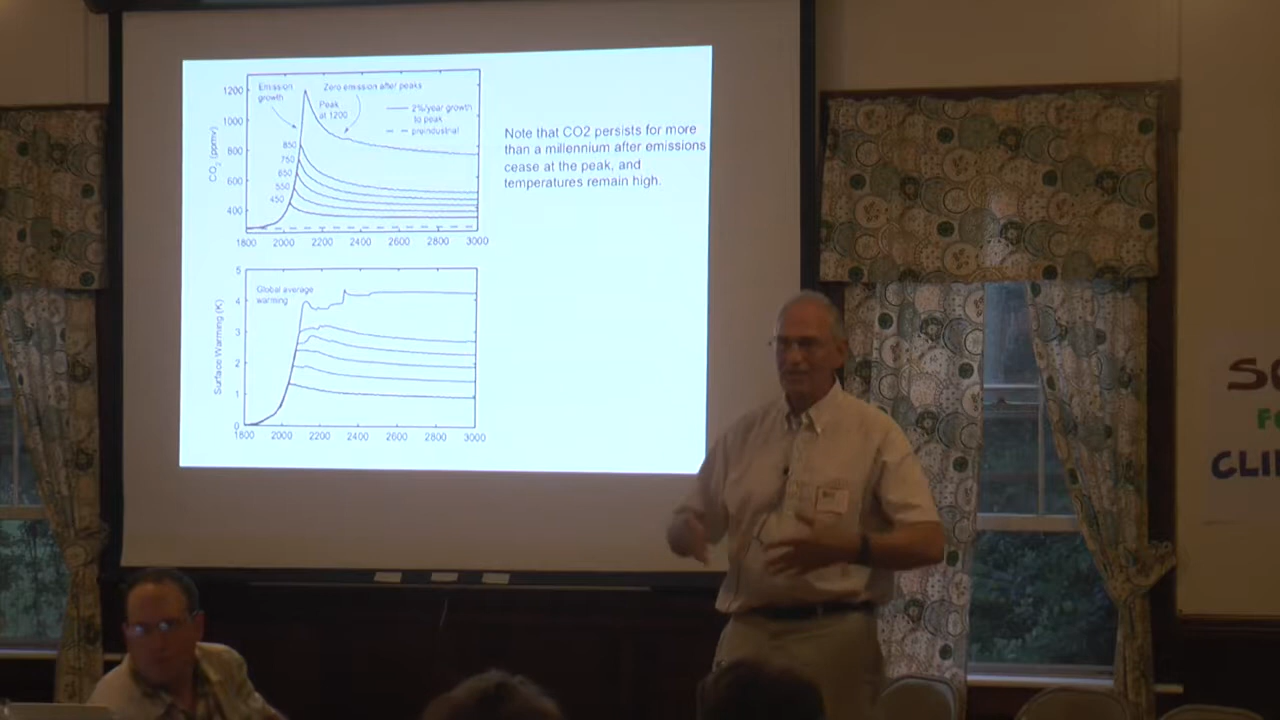 Emission
growth
Zero emission after peaks
Peak
at 1200
2%/year growth
to peak
preindustrial
CO2 (ppmv)
1200
1000
800
600
400
850
750
650
550
450
1800 2000 2200 2400 2600 2800 3000
Note that CO2 persists for more
than a millennium after emissions
cease at the peak, and
temperatures remain high.
Global average
warming
Surface Warming (K)
5
4
3
2
1
0
1800 2000 2200 2400 2600 2800 3000